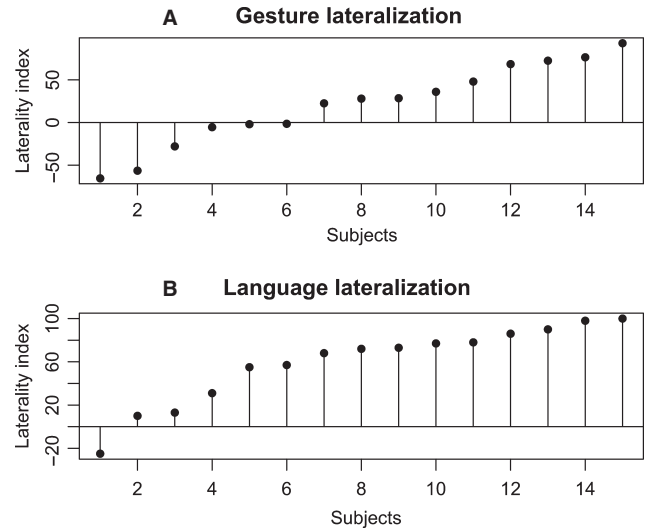 A Gesture lateralization
Laterality index
50
0
−50
2 4 6 8 10 12 14
Subjects
B Language lateralization
Laterality index
100
60
20
−20
2 4 6 8 10 12 14
Subjects